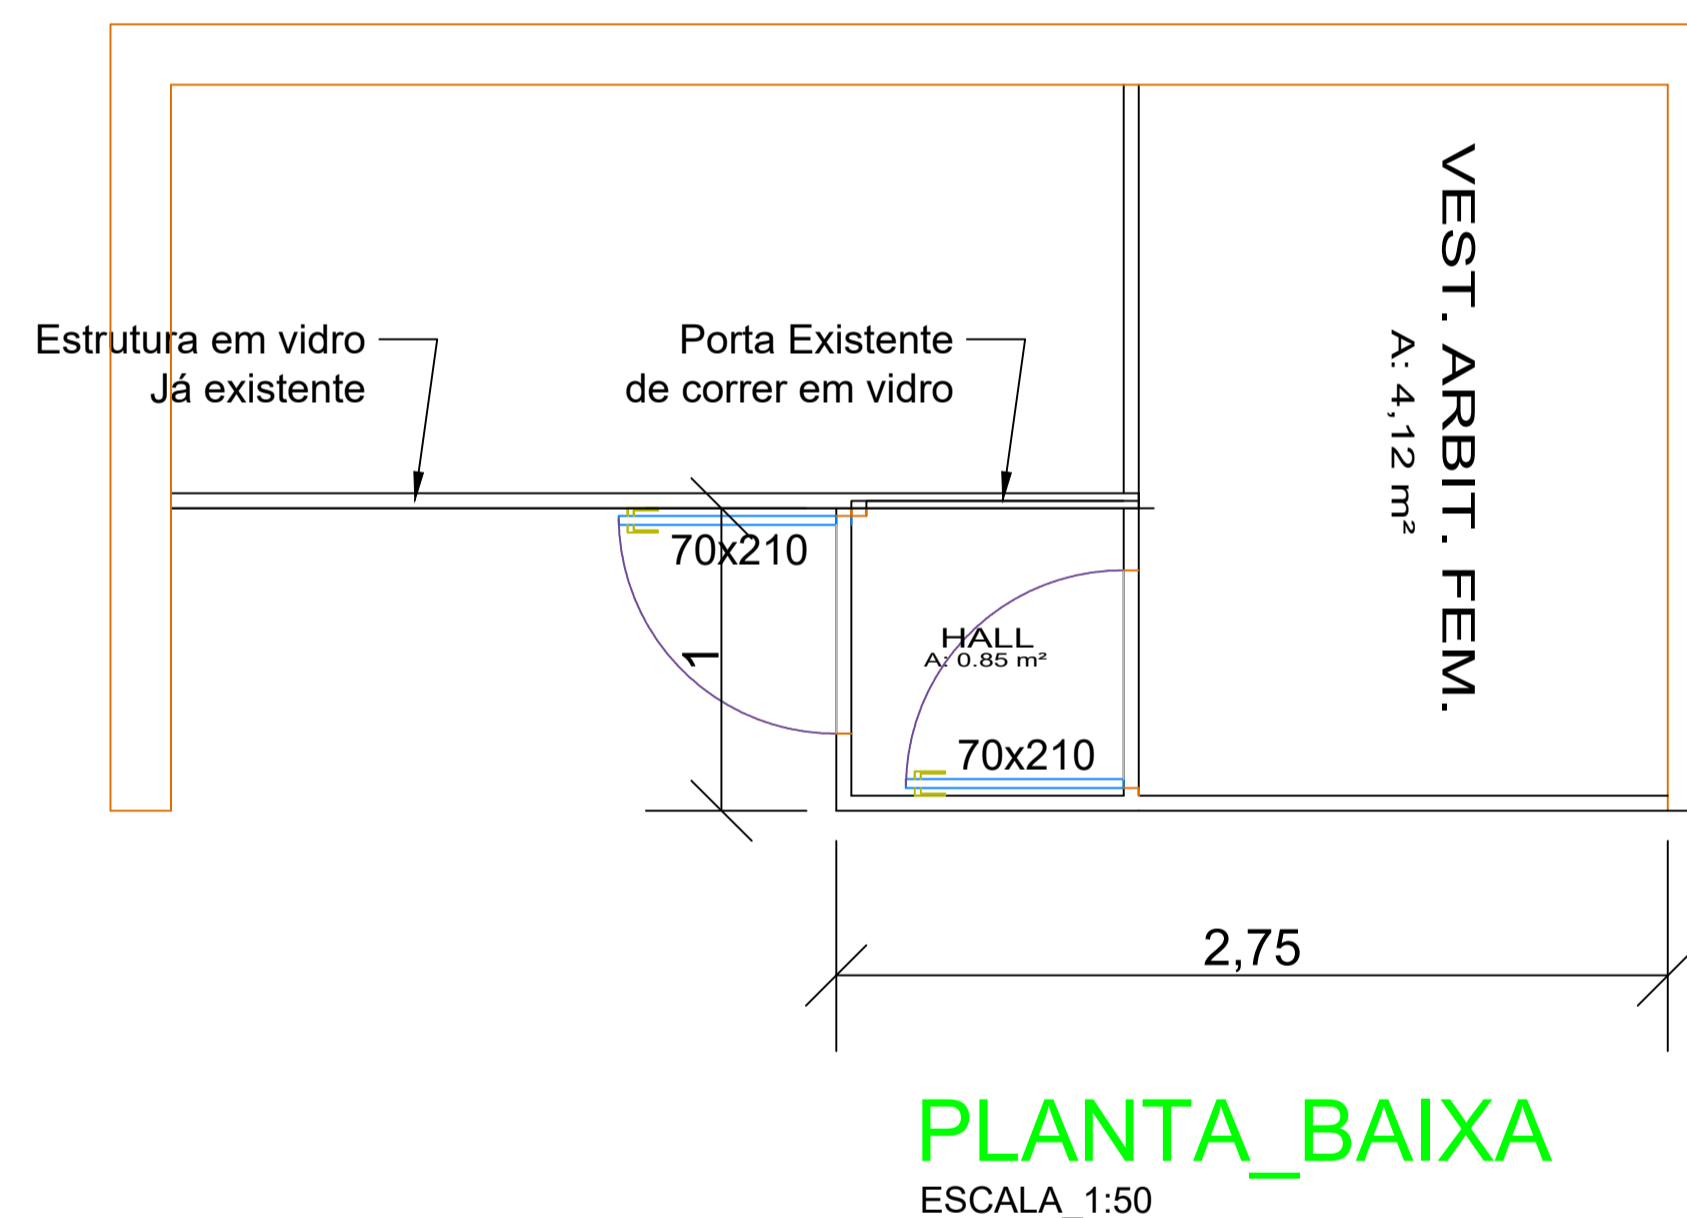 VEST. ARBIT. FEM.
A: 4,12 m²
Estrutura em vidro
Já existente
Porta Existente
de correr em vidro
70x210
1
HALL
A: 0.85 m²
70x210
2,75
PLANTA_BAIXA
ESCALA_1:50